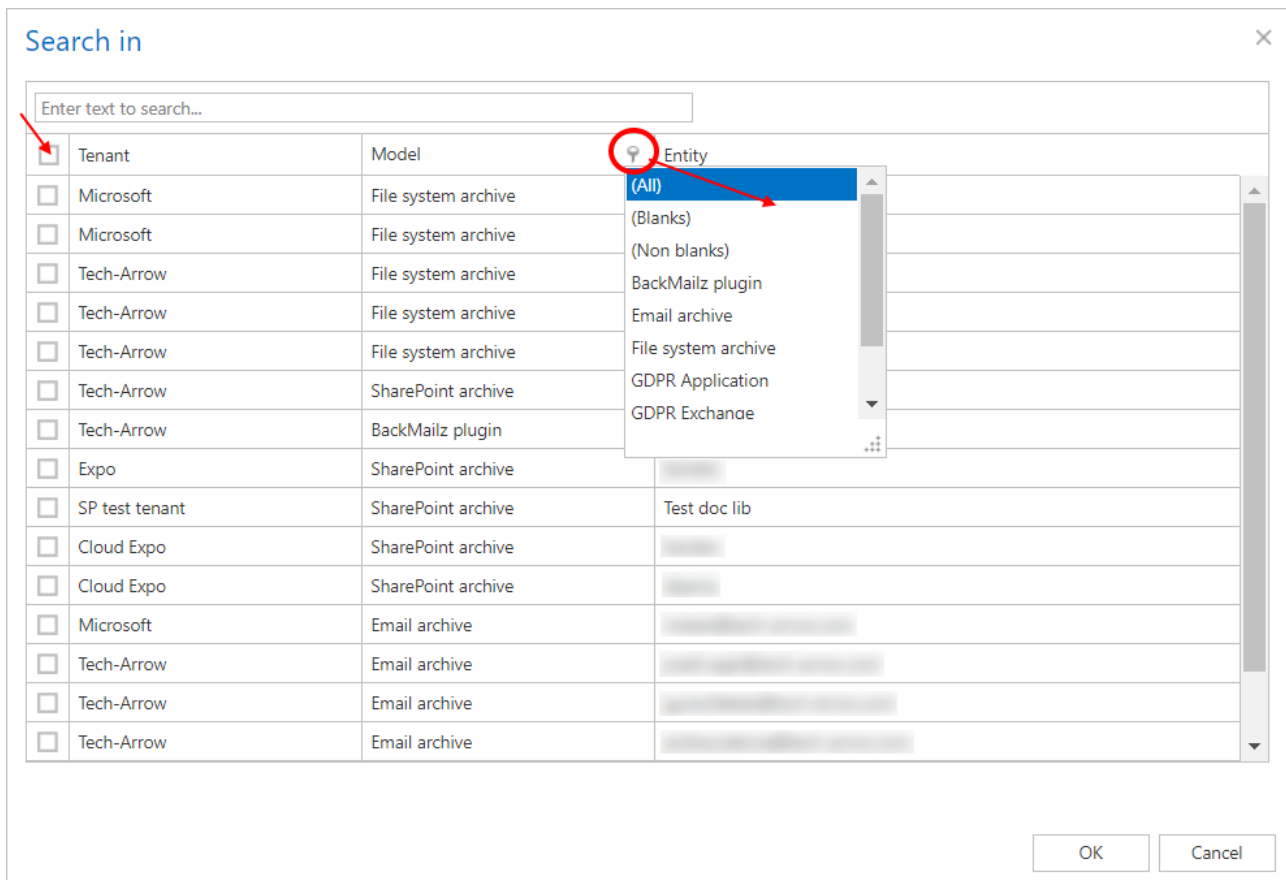 Search in
Enter text to search...
Tenant Model Entity
Microsoft File system archive
Microsoft File system archive
Tech-Arrow File system archive
Tech-Arrow File system archive
Tech-Arrow File system archive
Tech-Arrow SharePoint archive
Tech-Arrow BackMailz plugin
(All)
(Blanks)
(Non blanks)
BackMailz plugin
Email archive
File system archive
GDPR Application
GDPR Exchange
Expo SharePoint archive
SP test tenant SharePoint archive Test doc lib
Cloud Expo SharePoint archive
Cloud Expo SharePoint archive
Microsoft Email archive
Tech-Arrow Email archive
Tech-Arrow Email archive
Tech-Arrow Email archive
OK Cancel